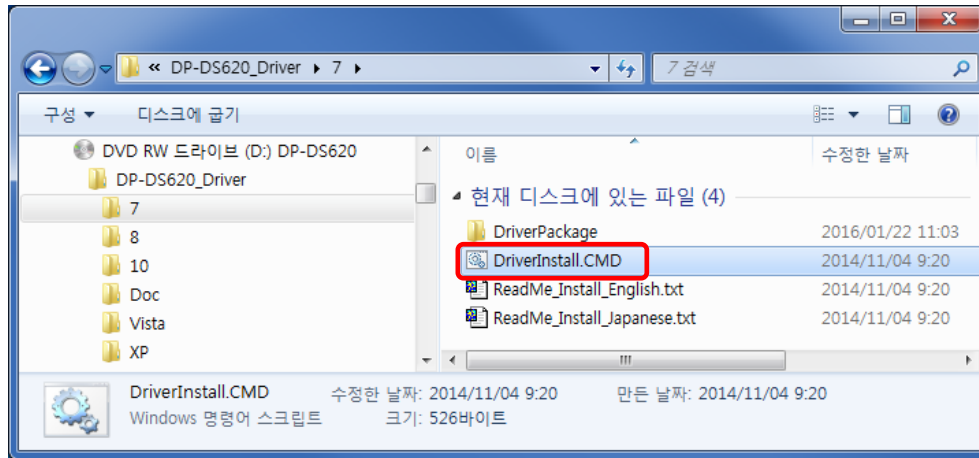 « DP-DS620_Driver ▸ 7 ▸
7 검색
구성 ▼ 디스크에 굽기
DVD RW 드라이브 (D:) DP-DS620
DP-DS620_Driver
7
8
10
Doc
Vista
XP
이름 수정한 날짜
현재 디스크에 있는 파일 (4)
DriverPackage 2016/01/22 11:03
DriverInstall.CMD 2014/11/04 9:20
ReadMe_Install_English.txt 2014/11/04 9:20
ReadMe_Install_Japanese.txt 2014/11/04 9:20
DriverInstall.CMD 수정한 날짜: 2014/11/04 9:20 만든 날짜: 2014/11/04 9:20
Windows 명령어 스크립트 크기: 526바이트